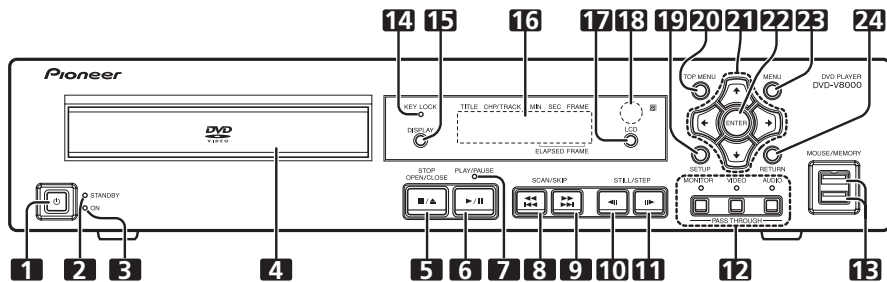 14 15 16 17 18 19 20 21 22 23 24
Pioneer
TOP MENU
MENU
DVD PLAYER
DVD-V8000
KEY LOCK
TITLE CHP/TRACK MIN SEC FRAME
DVD
VIDEO
DISPLAY
LCD
ENTER
ELAPSED FRAME
SETUP
RETURN
MOUSE/MEMORY
STANDBY
ON
STOP
OPEN/CLOSE
PLAY/PAUSE
SCAN/SKIP
STILL/STEP
MONITOR
VIDEO
AUDIO
PASS THROUGH
1 2 3 4 5 6 7 8 9 10 11 12 13